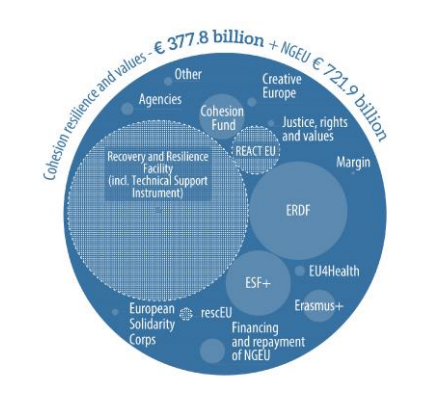 Cohesion resilience and values - € 377.8 billion + NGEU € 721.9 billion
Other
Agencies
Creative
Europe
Cohesion
Fund
Justice, rights
and values
REACT EU
Margin
Recovery and Resilience
Facility
(incl. Technical Support
Instrument)
ERDF
ESF+
EU4Health
Erasmus+
European
Solidarity
Corps
rescEU
Financing
and repayment
of NGEU